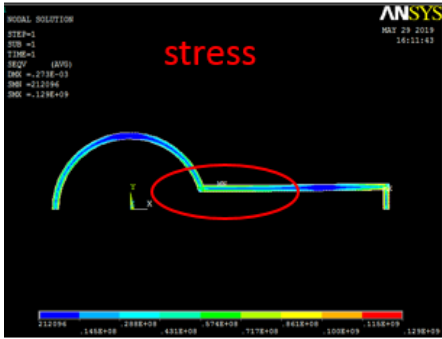 NODAL SOLUTION
ANSYS
STEP=1
SUB =1
TIME=1
SEQV (AVG)
DMX =.273E-03
SMN =212096
SMX =.129E+09
MAY 29 2019
16:11:43
stress
MN
Y
X
212096 .288E+08 .574E+08 .861E+08 .115E+09
.145E+08 .431E+08 .717E+08 .100E+09 .129E+09